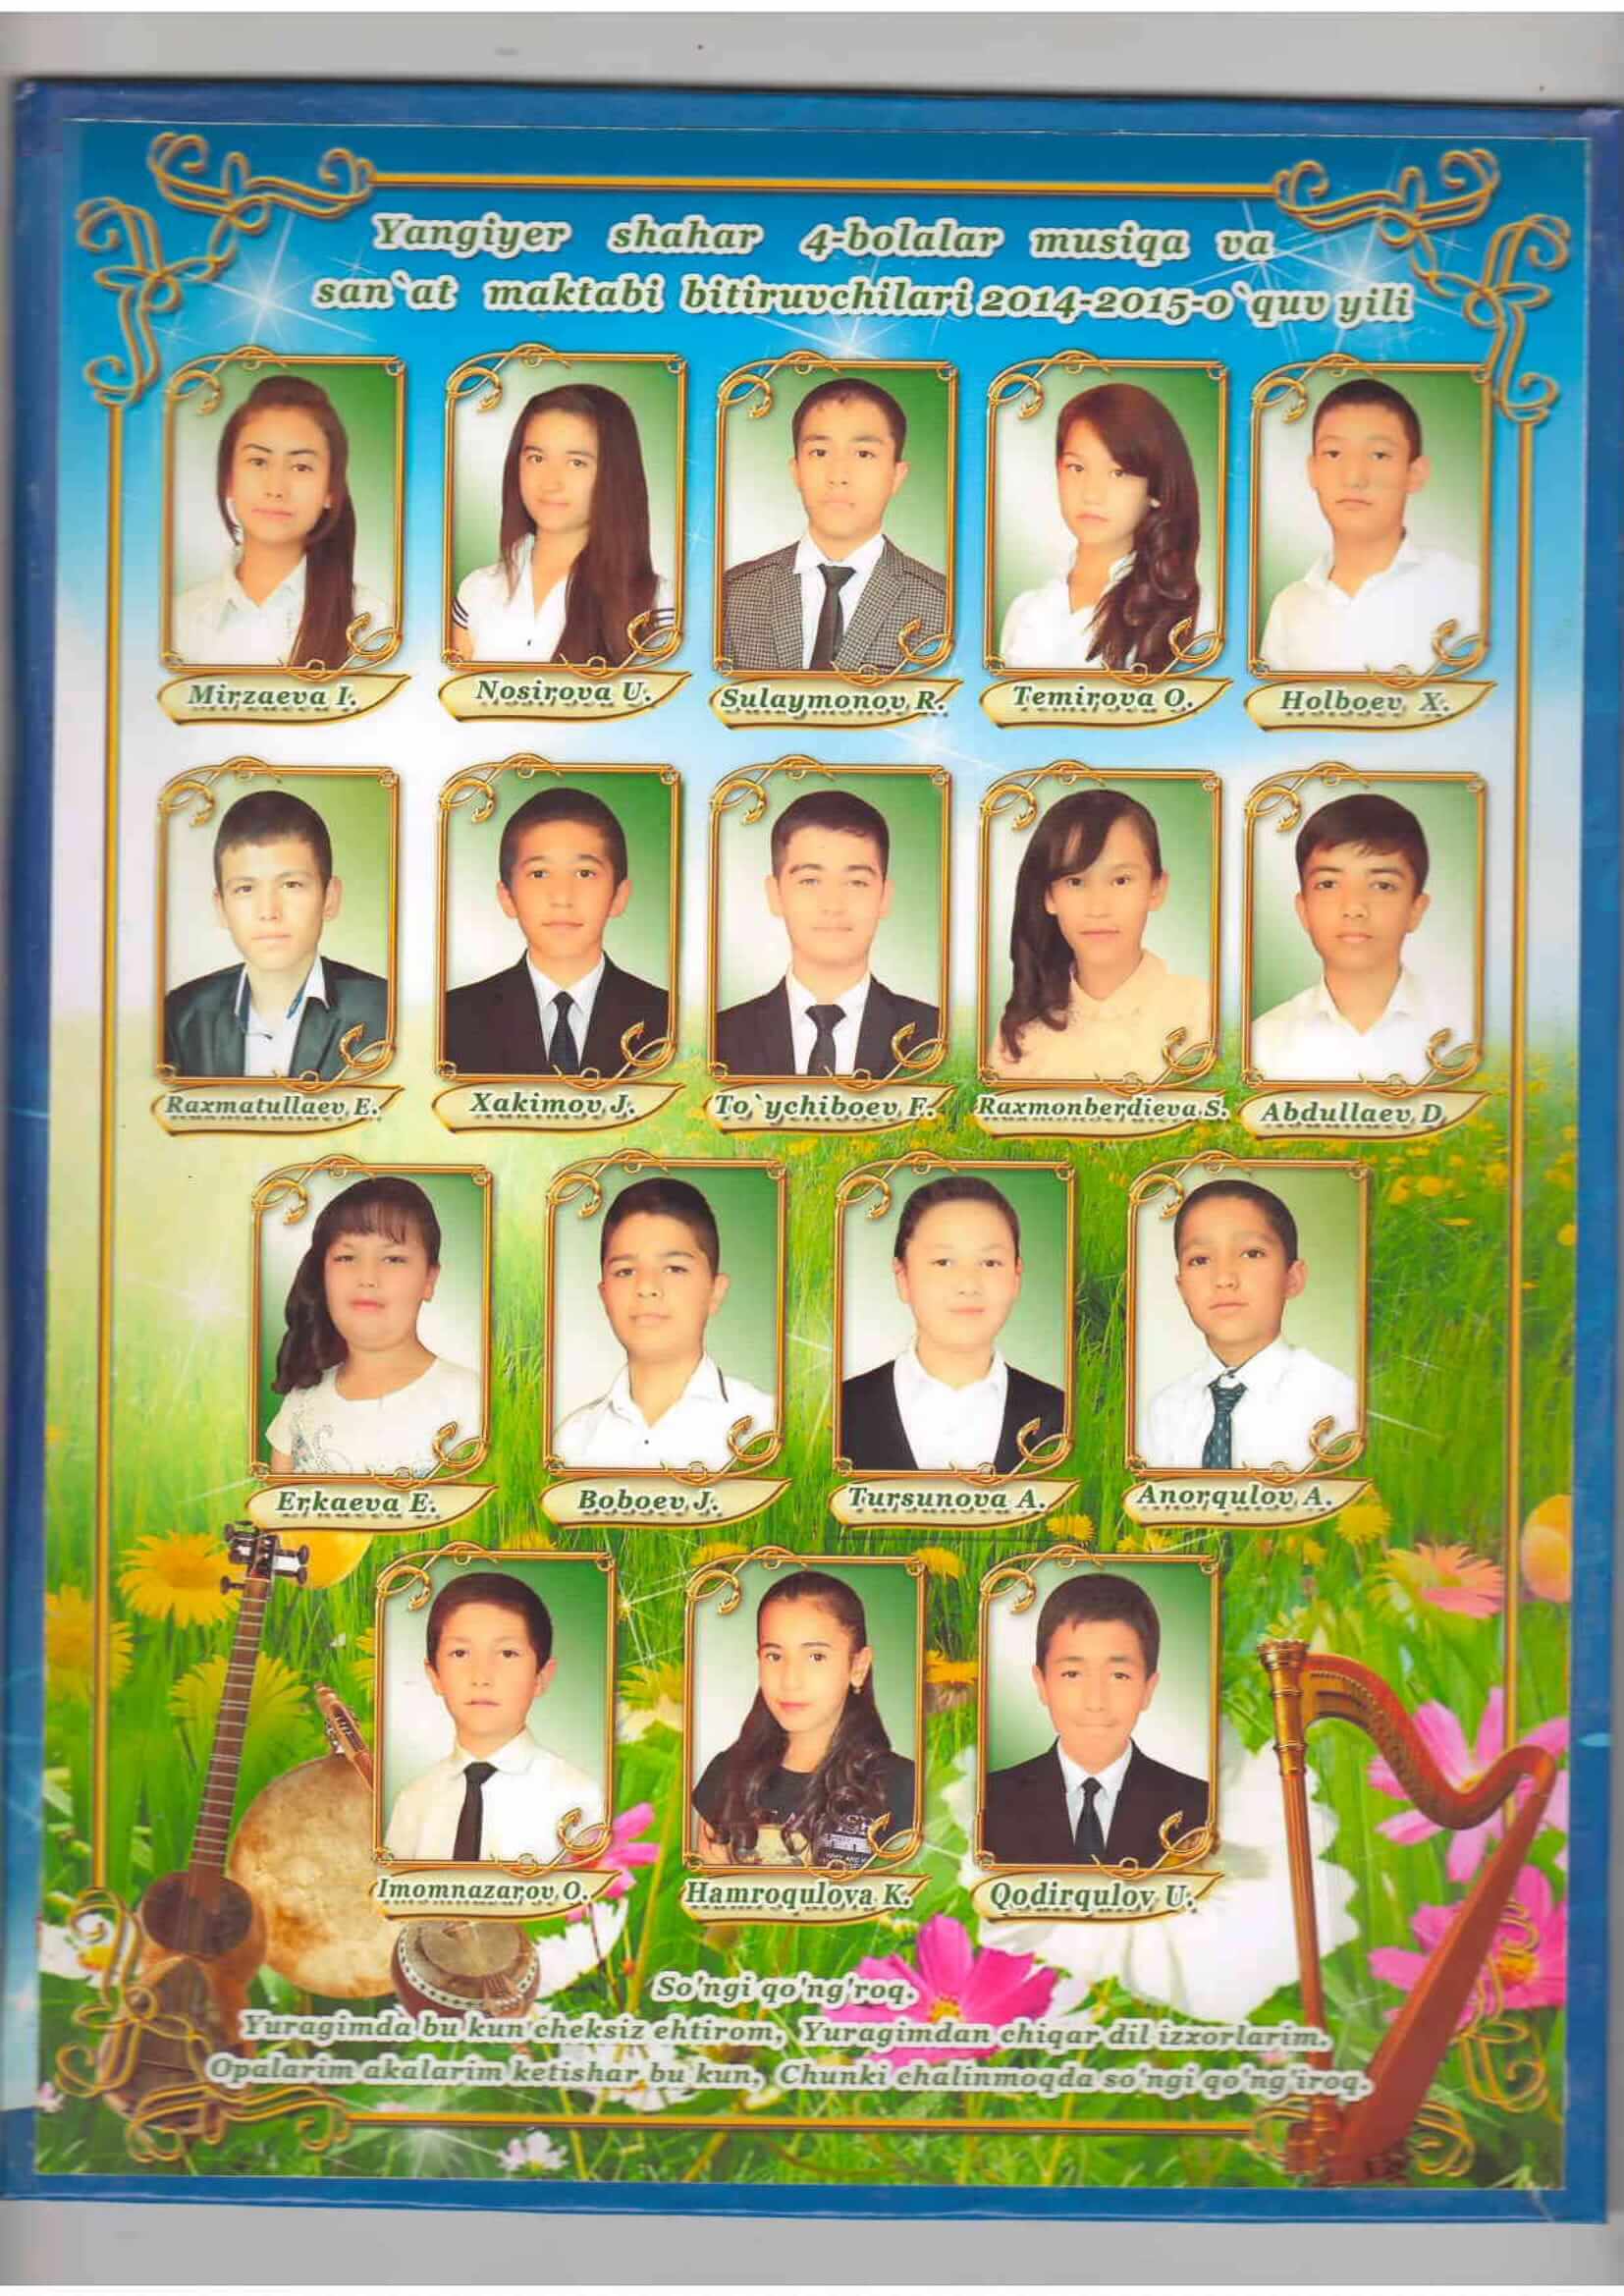 Yangiyer shahar 4-bolalar musiqa va
san`at maktabi bitiruvchilari 2014-2015-o`quv yili
Mirzaeva I.
Nosirova U.
Sulaymonov R.
Temirova O.
Holboev X.
Raxmatullaev E.
Xakimov J.
To`ychiboev F.
Raxmonberdieva S.
Abdullaev D
Erkaeva E.
Boboev J.
Tursunova A.
Anorqulov A.
Imomnazarov O.
Hamroqulova K.
Qodirqulov U.
So'ngi qo'ng'roq.
Yuragimda bu kun cheksiz ehtirom, Yuragimdan chiqar dil izxorlarim.
Opalarim akalarim ketishar bu kun, Chunki chalinmoqda so'ngi qo'ng'iroq.